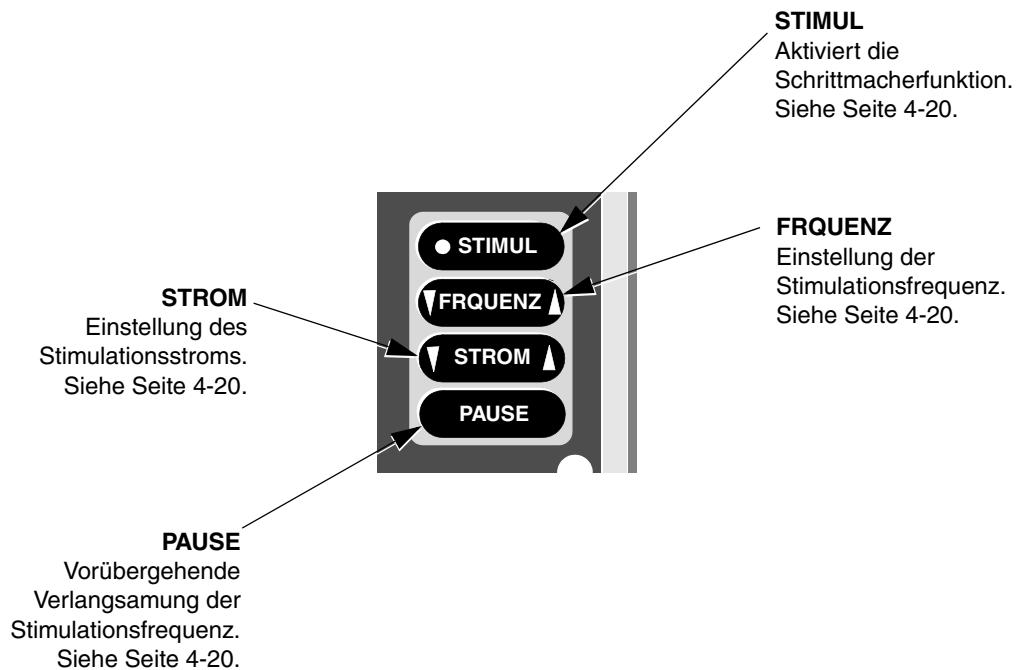 STIMUL
Aktiviert die
Schrittmacherfunktion.
Siehe Seite 4-20.
FRQUENZ
Einstellung der
Stimulationsfrequenz.
Siehe Seite 4-20.
STIMUL
FRQUENZ
STROM
PAUSE
STROM
Einstellung des
Stimulationsstroms.
Siehe Seite 4-20.
PAUSE
Vorübergehende
Verlangsamung der
Stimulationsfrequenz.
Siehe Seite 4-20.